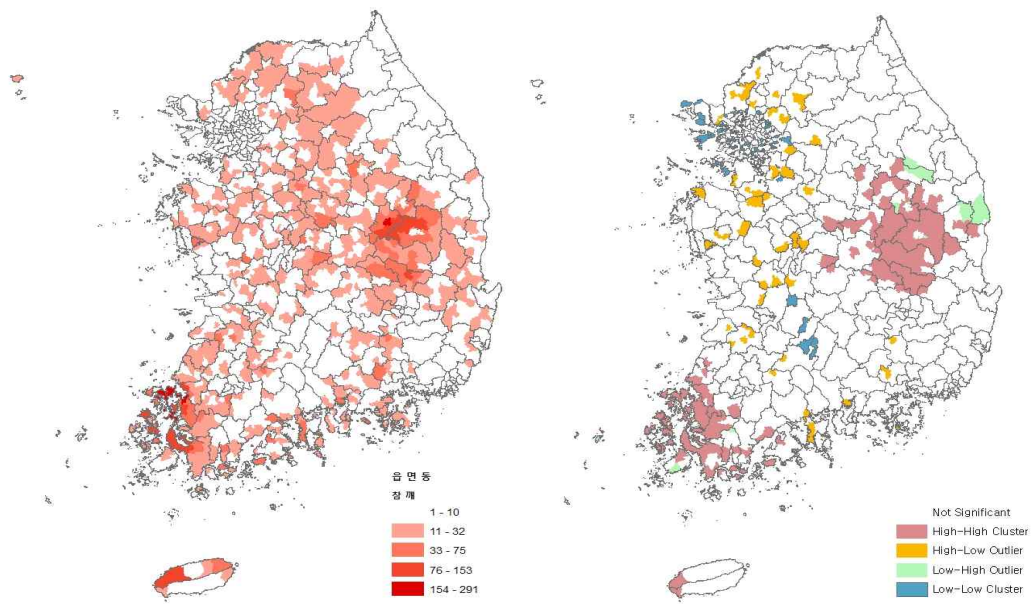 읍 면 동
참 깨
1 - 10
11 - 32
33 - 75
76 - 153
154 - 291
Not Significant
High-High Cluster
High-Low Outlier
Low-High Outlier
Low-Low Cluster